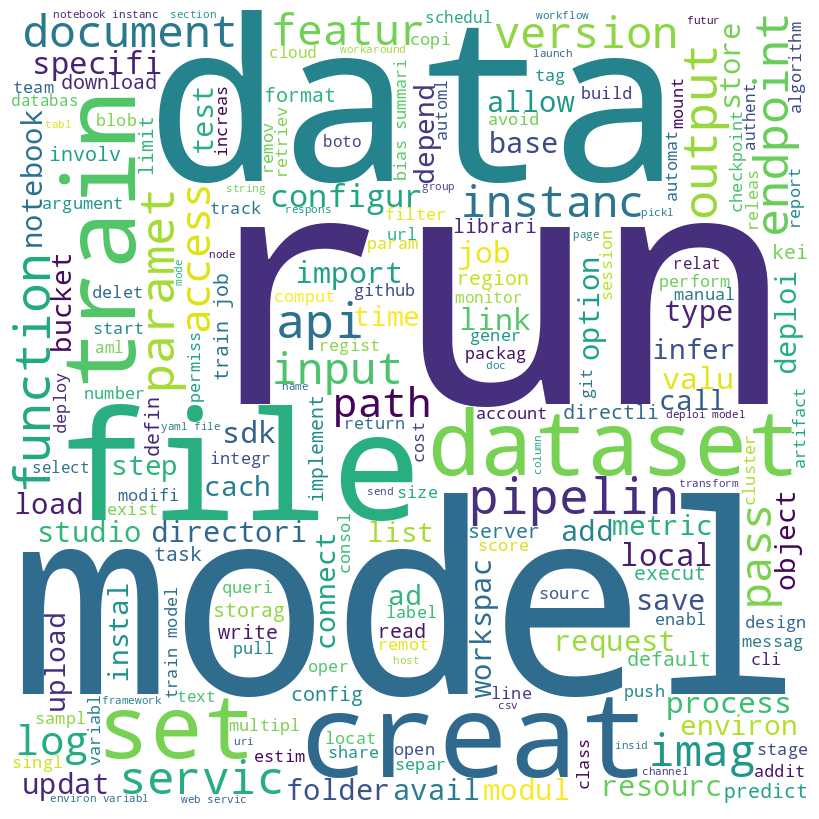 notebook instanc
section
schedul
workflow
futur
document
featur
copi
version
cloud
workaround
launch
specifi
data
team
download
format
tag
build
store
algorithm
databas
blob
test
increas
remov
retriev
boto
bias summari
depend
automl
allow
avoid
base
mount
output
authent
endpoint
tabl
train
limit
involv
notebook
argument
string
group
automat
checkpoint
releas
report
configur
instanc
track
respons
filter
pickl
access
paramet
run
param
url
librari
page
session
option
relat
kei
node
mode
import
job
region
perform
manual
bucket
delet
function
github
monitor
type
deploi
comput
time
api
link
start
train job
permiss
regist
gener
packag
git
infer
aml
input
doc
valu
number
name
path
call
deploy
defin
yaml file
file
return
account
directli
deploi model
cost
dataset
artifact
sdk
integr
implement
column
select
step
cach
cluster
transform
load
modifi
exist
send
size
pipelin
pass
object
studio
directori
consol
list
server
add
metric
task
connect
score
local
model
execut
upload
instal
train model
queri
storag
write
pull
ad
label
read
remot
host
workspac
sourc
save
enabl
design
messag
request
oper
default
cli
framework
text
config
line
csv
push
process
sampl
variabl
set
multipl
creat
environ
log
uri
locat
share
open
separ
insid
imag
stage
singl
servic
estim
class
channel
addit
updat
folder
avail
modul
resourc
predict
environ variabl
web servic